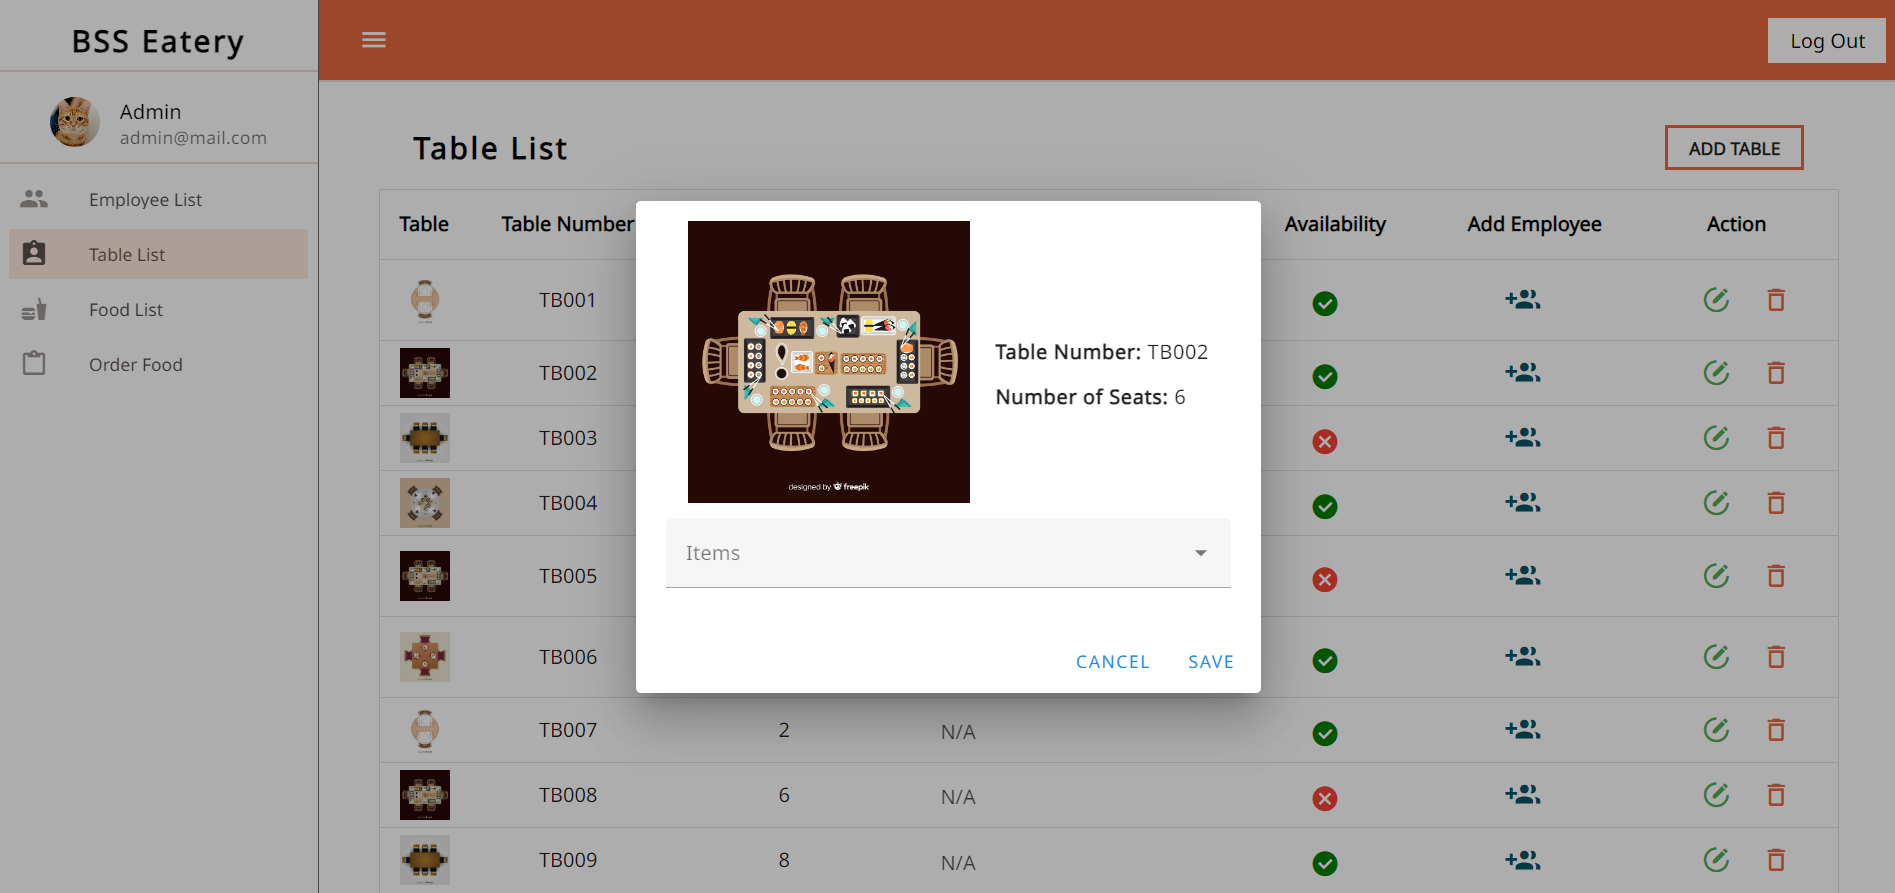 BSS Eatery
Log Out
Admin
admin@mail.com
Employee List
Table List
Food List
Order Food
Table List
ADD TABLE
Table Table Number Availability Add Employee Action
TB001
TB002
TB003
TB004
TB005
TB006
TB007 2 N/A
TB008 6 N/A
TB009 8 N/A
designed by freepik
Table Number: TB002
Number of Seats: 6
Items
CANCEL SAVE